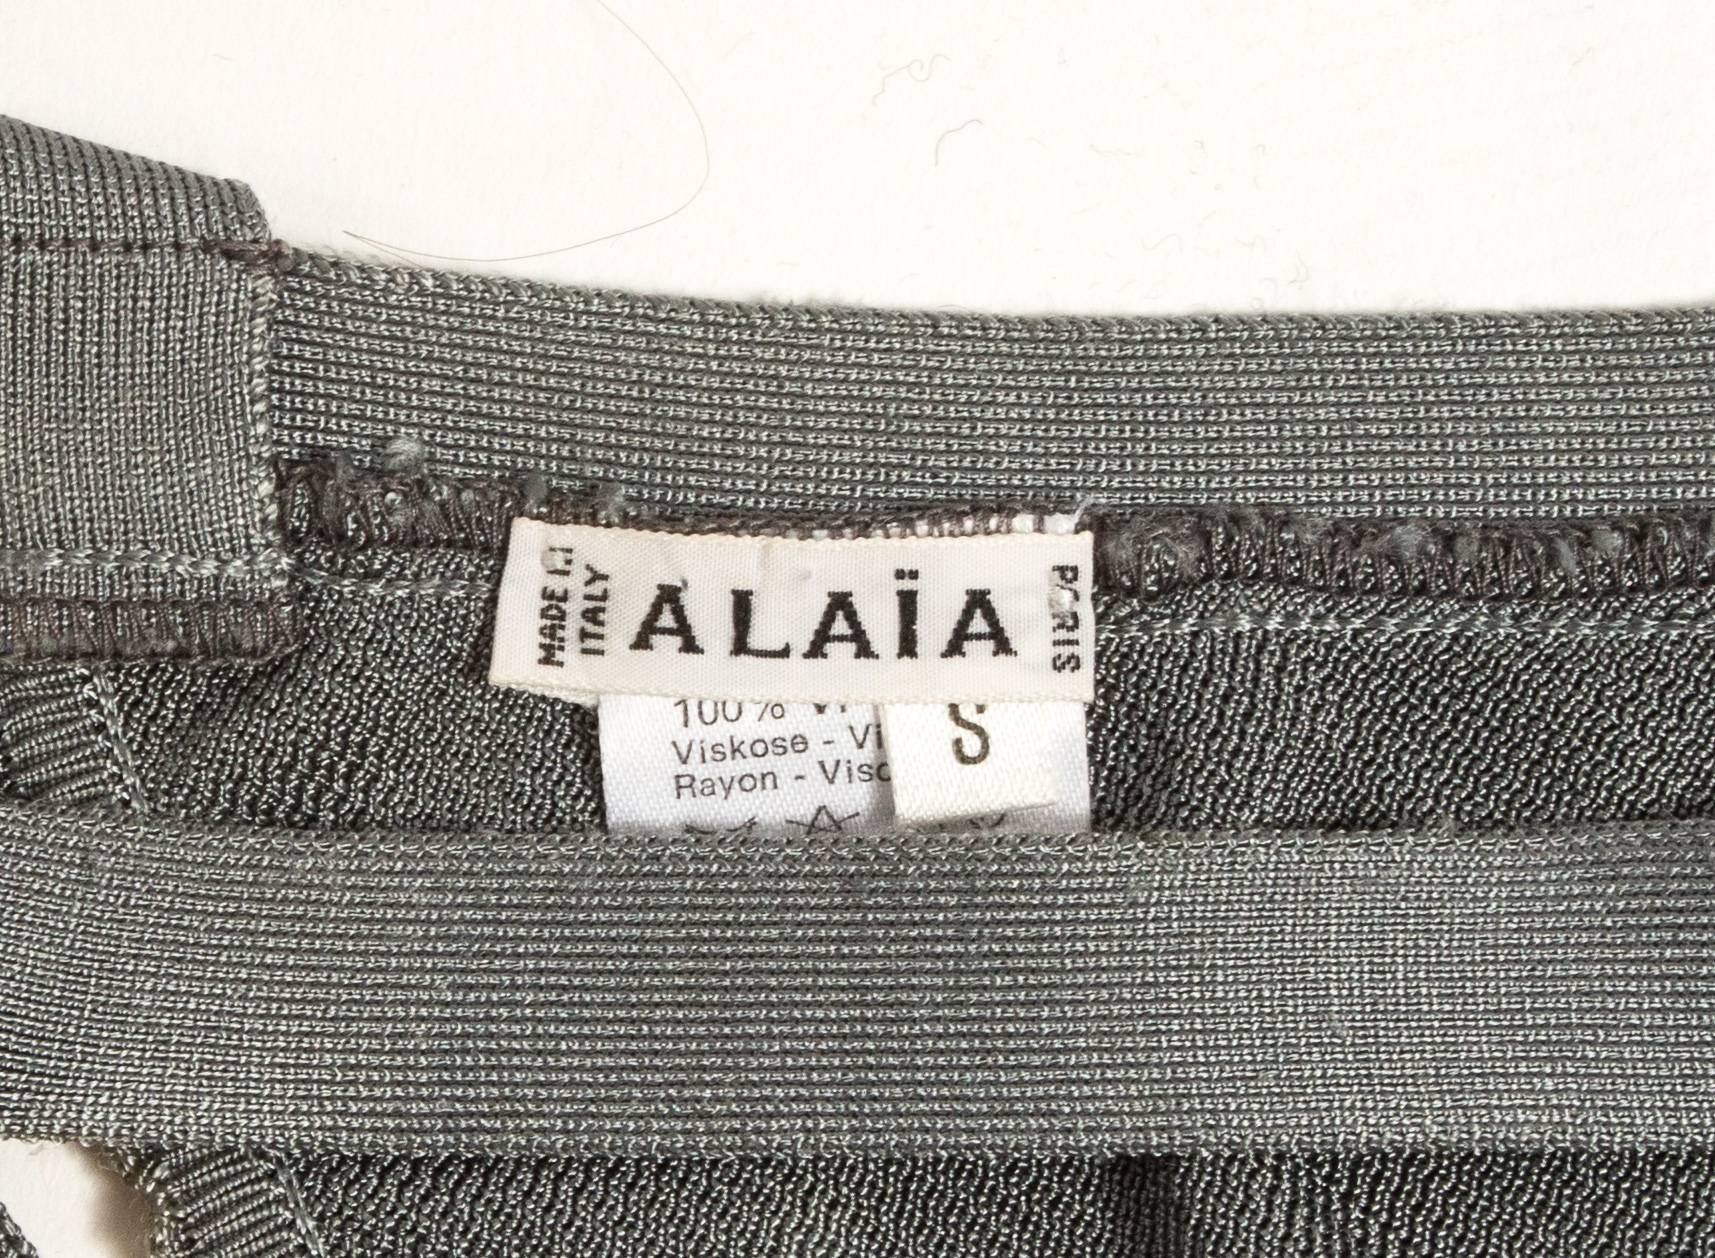 MADE IN
ITALY
ALAÏA
PARIS
100%
S
Viskose -
Rayon -